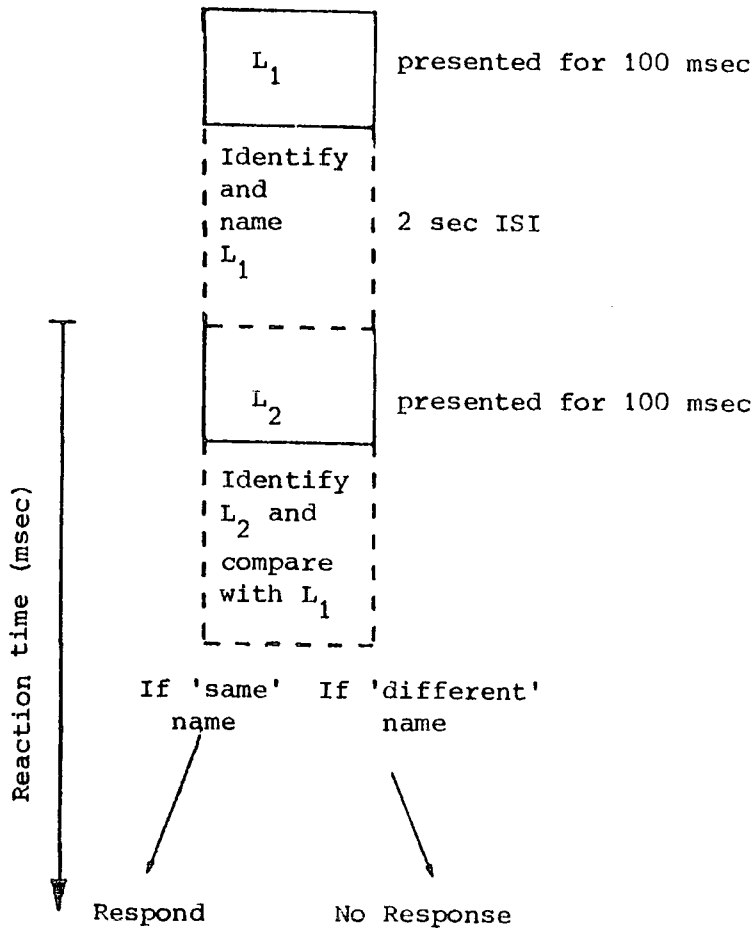 L1 presented for 100 msec
Identify
and
name 2 sec ISI
L1
L2 presented for 100 msec
Identify
L2 and
compare
with L1
Reaction time (msec)
If 'same' If 'different'
name name
Respond No Response